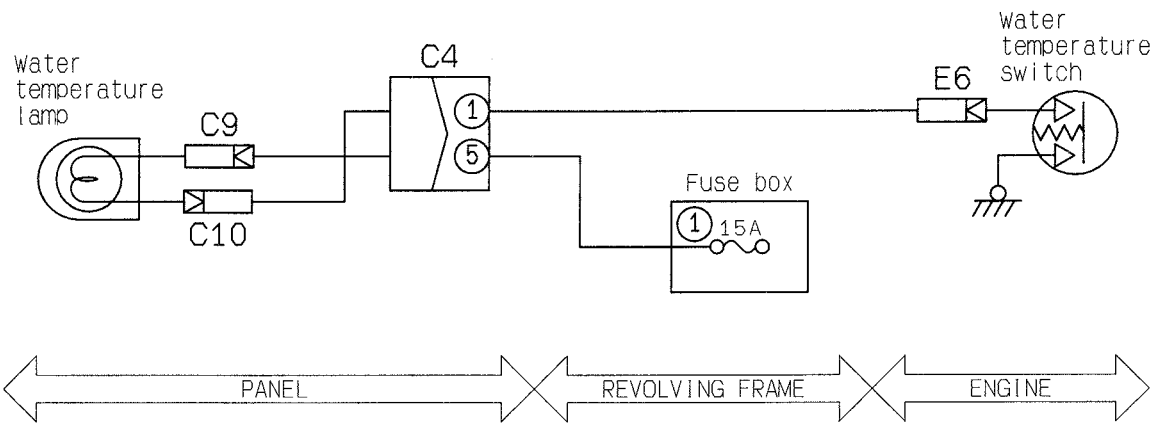 Water
temperature
lamp
C9
C10
C4
①
⑤
Fuse box
① 15A
E6
Water
temperature
switch
PANEL
REVOLVING FRAME
ENGINE